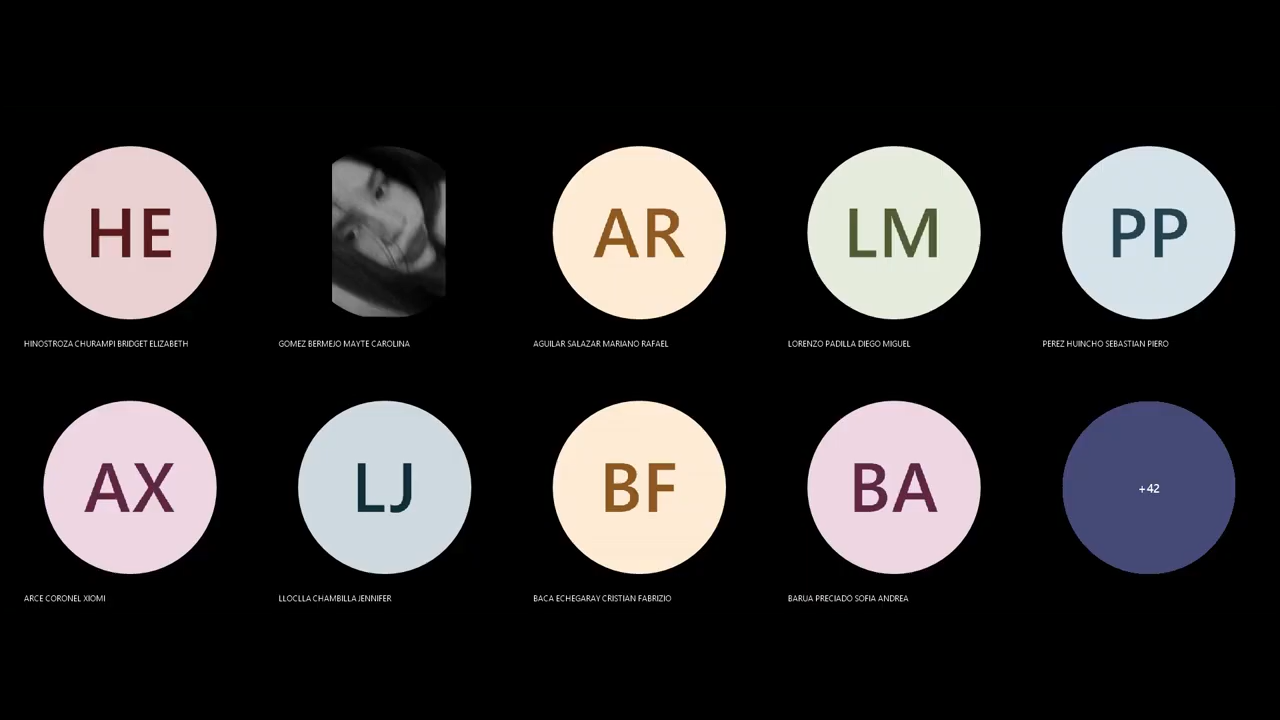 HE
AR
LM
PP
HINOSTROZA CHURAMPI BRIDGET ELIZABETH
GOMEZ BERMEJO MAYTE CAROLINA
AGUILAR SALAZAR MARIANO RAFAEL
LORENZO PADILLA DIEGO MIGUEL
PEREZ HUINCHO SEBASTIAN PIERO
AX
LJ
BF
BA
+42
ARCE CORONEL XIOMI
LLOCLLA CHAMBILLA JENNIFER
BACA ECHEGARAY CRISTIAN FABRIZIO
BARUA PRECIADO SOFIA ANDREA